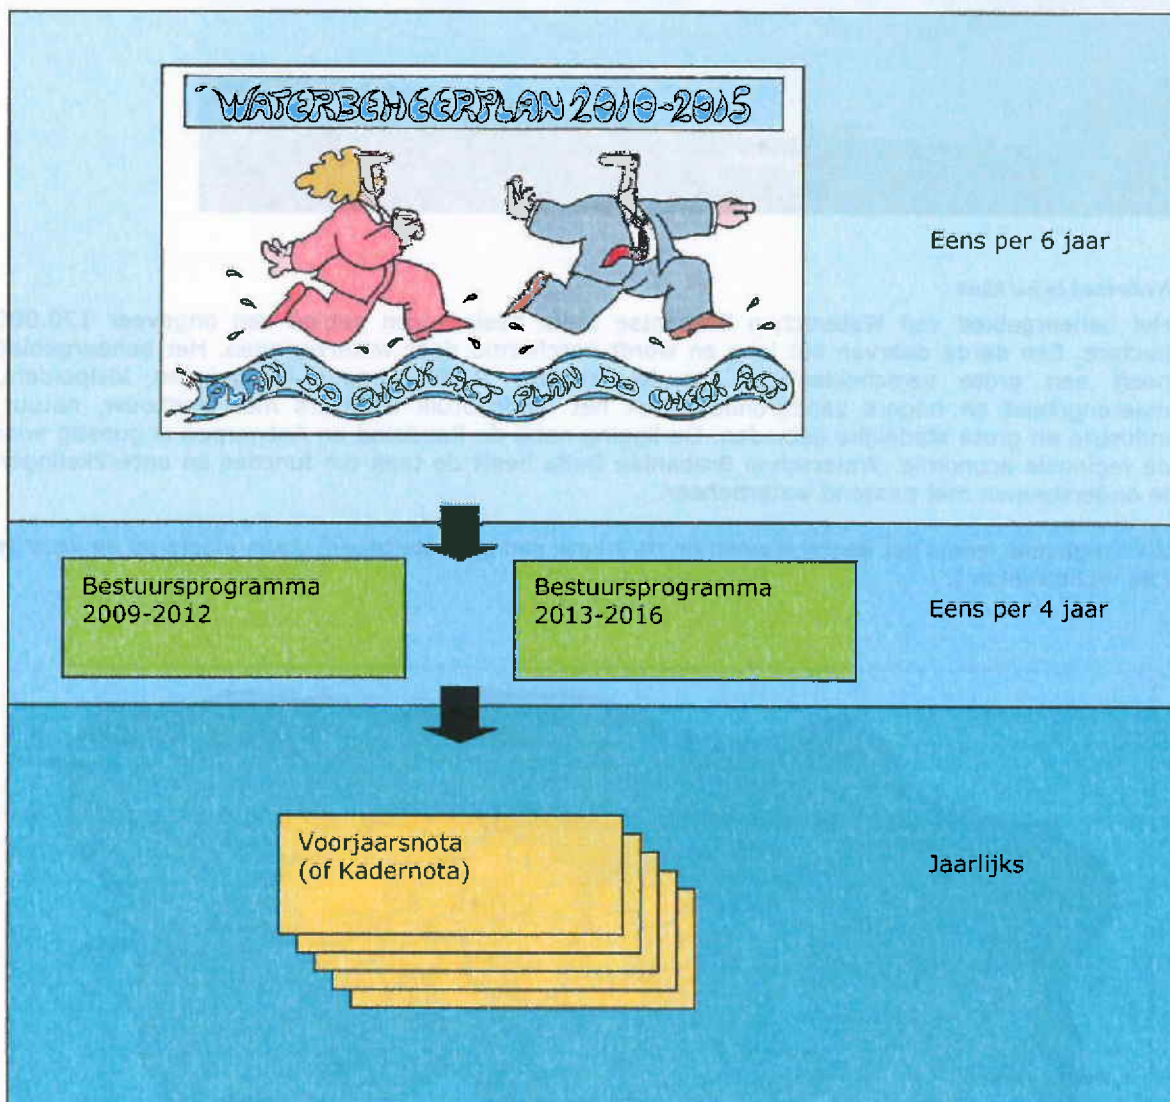 WATERBEHEERPLAN 2010-2015
Eens per 6 jaar
PLAN DO CHECK ACT PLAN DO CHECK ACT
Bestuursprogramma
2009-2012
Bestuursprogramma
2013-2016
Eens per 4 jaar
Voorjaarsnota
(of Kadernota)
Jaarlijks